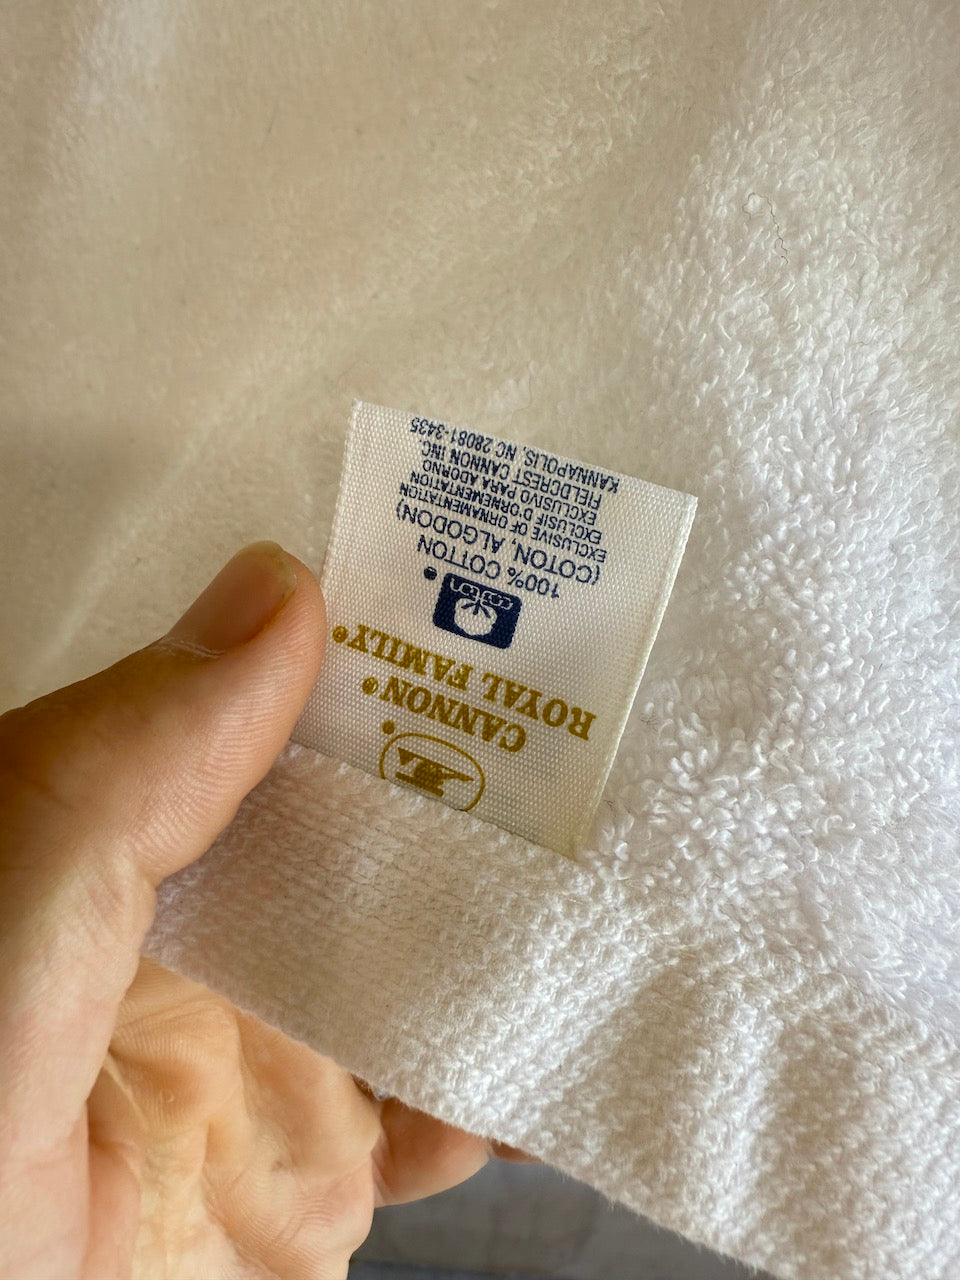 CANNON®
ROYAL FAMILY®
cotton
100% COTTON
(COTON, ALGODON)
EXCLUSIVE OF ORNAMENTATION
EXCLUSIF D'ORNEMENTATION
EXCLUSIVO PARA ADORNO
FIELDCREST CANNON INC.
KANNAPOLIS, NC 28081-3435